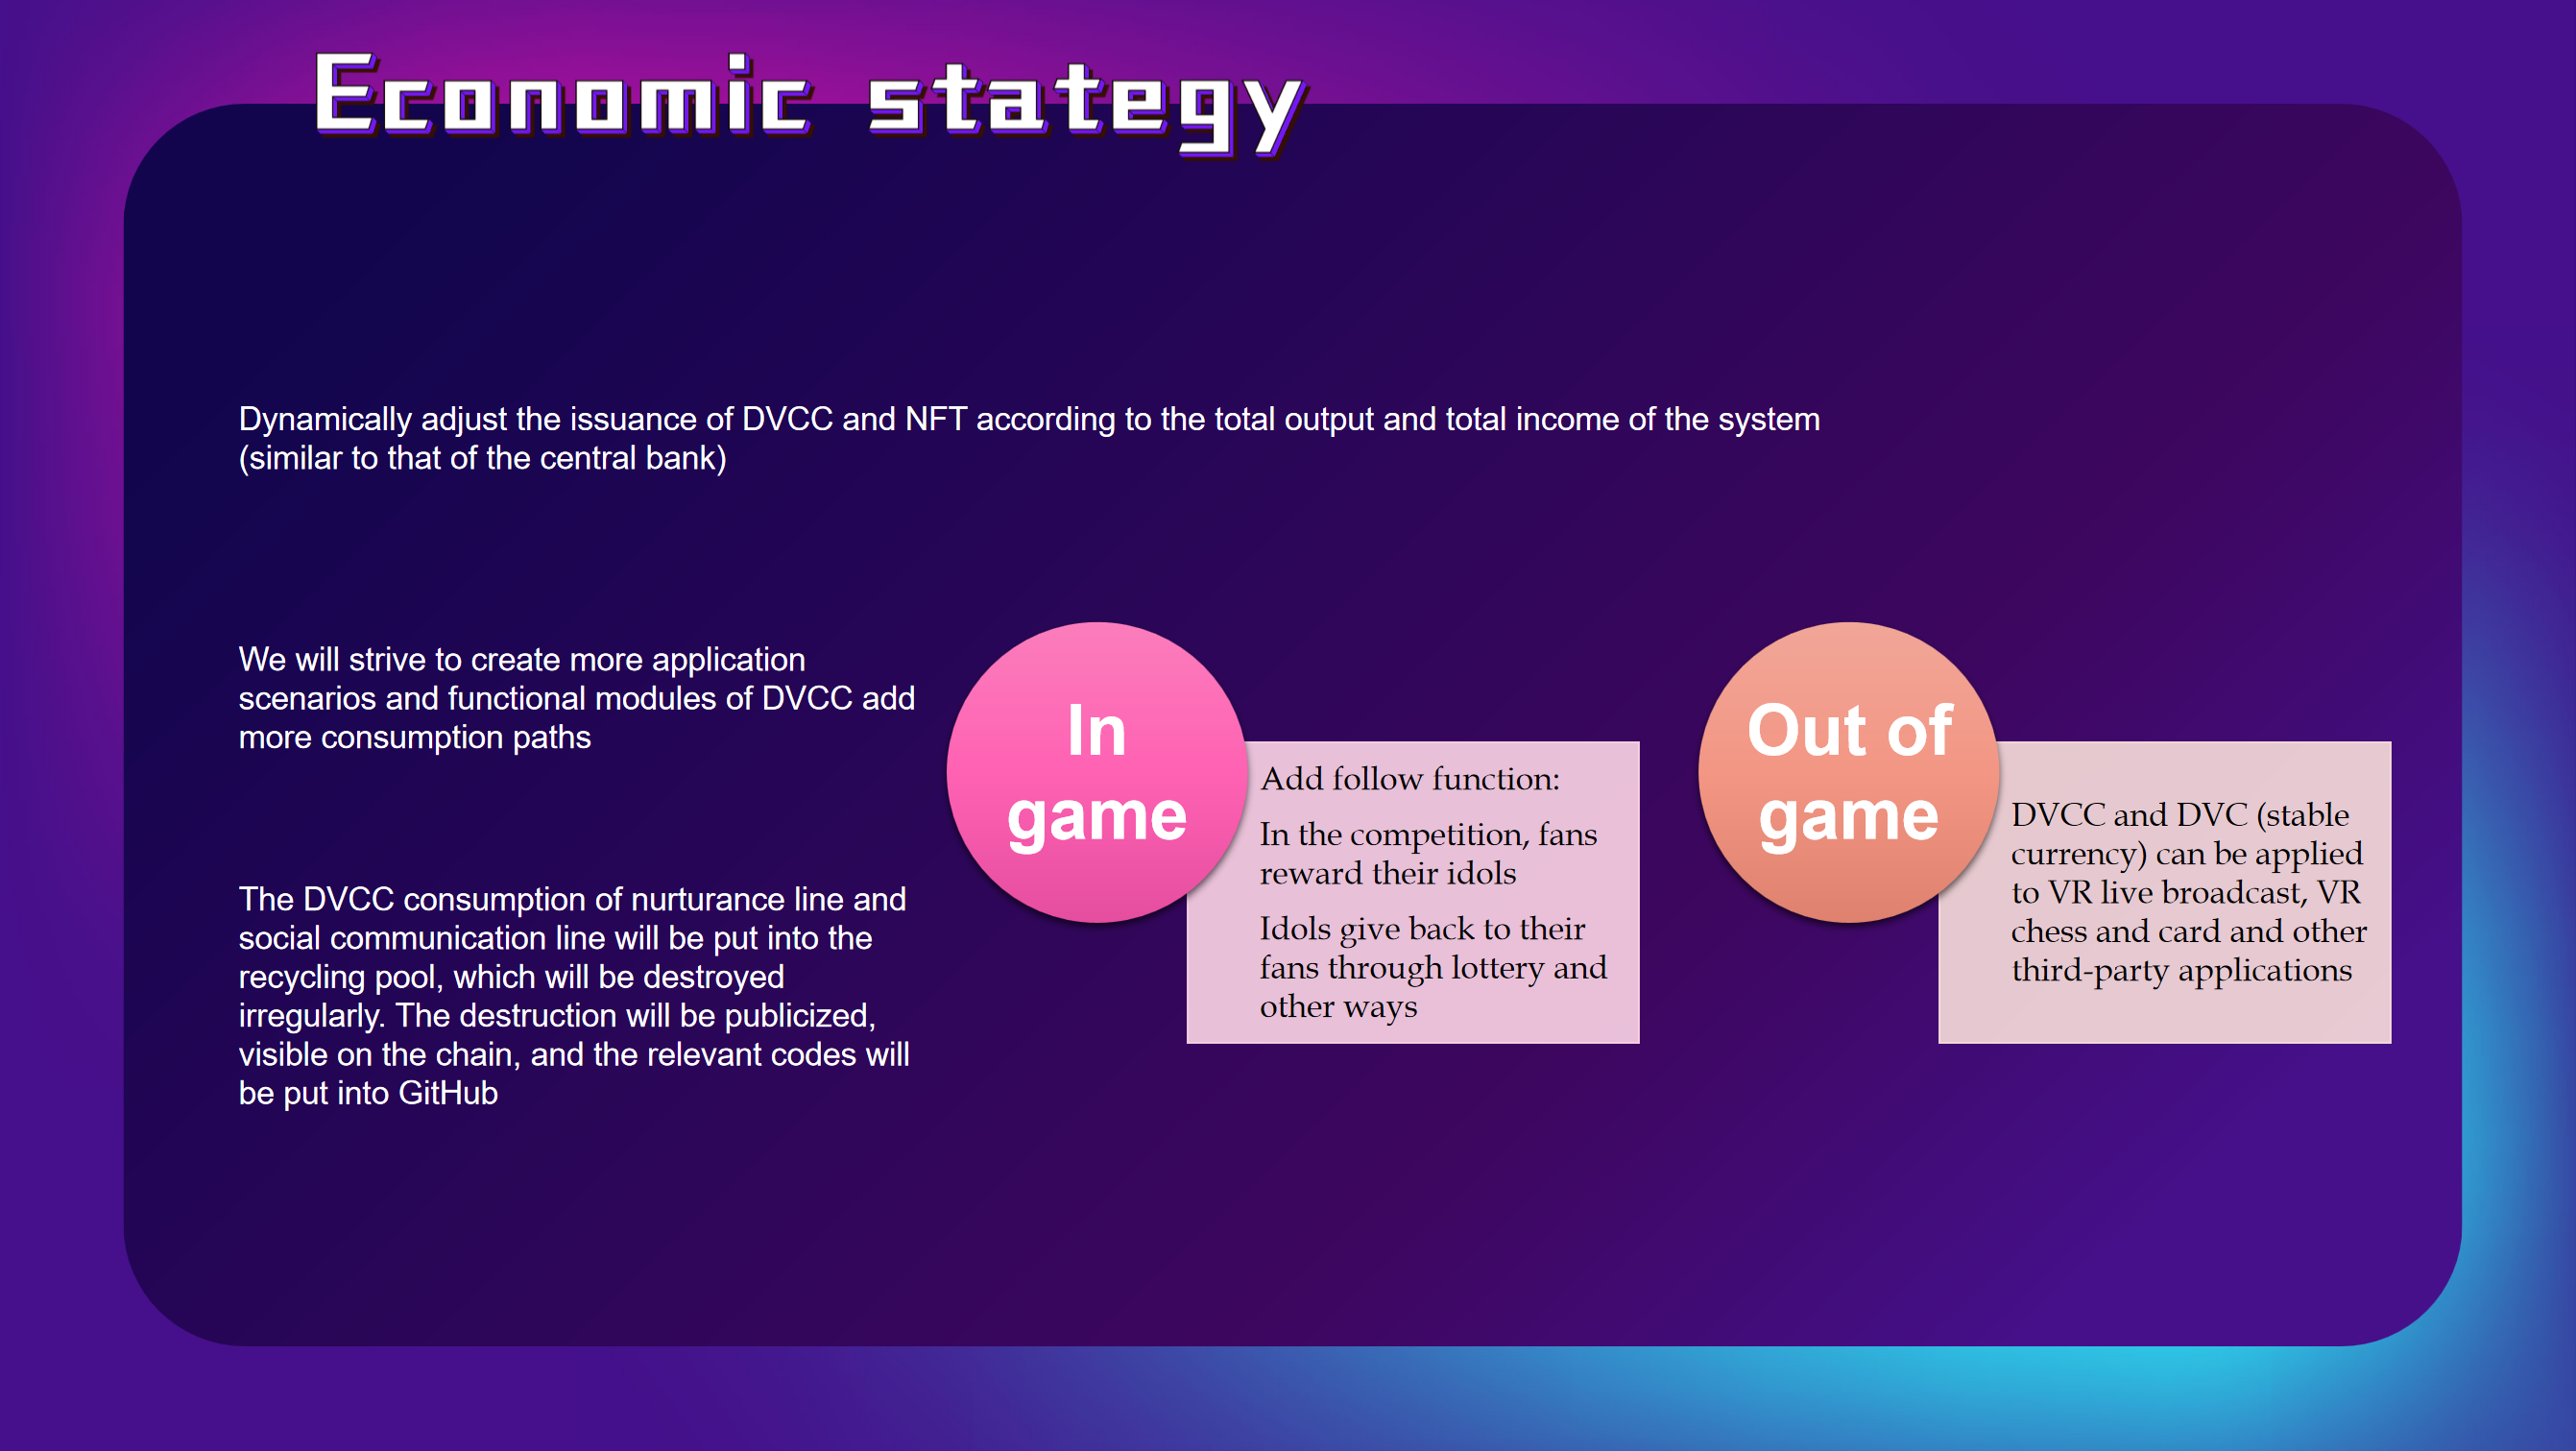 Economic stategy
Dynamically adjust the issuance of DVCC and NFT according to the total output and total income of the system
(similar to that of the central bank)
We will strive to create more application
scenarios and functional modules of DVCC add
more consumption paths
The DVCC consumption of nurturance line and
social communication line will be put into the
recycling pool, which will be destroyed
irregularly. The destruction will be publicized,
visible on the chain, and the relevant codes will
be put into GitHub
In
game
Add follow function:
In the competition, fans
reward their idols
Idols give back to their
fans through lottery and
other ways
Out of
game
DVCC and DVC (stable
currency) can be applied
to VR live broadcast, VR
chess and card and other
third-party applications